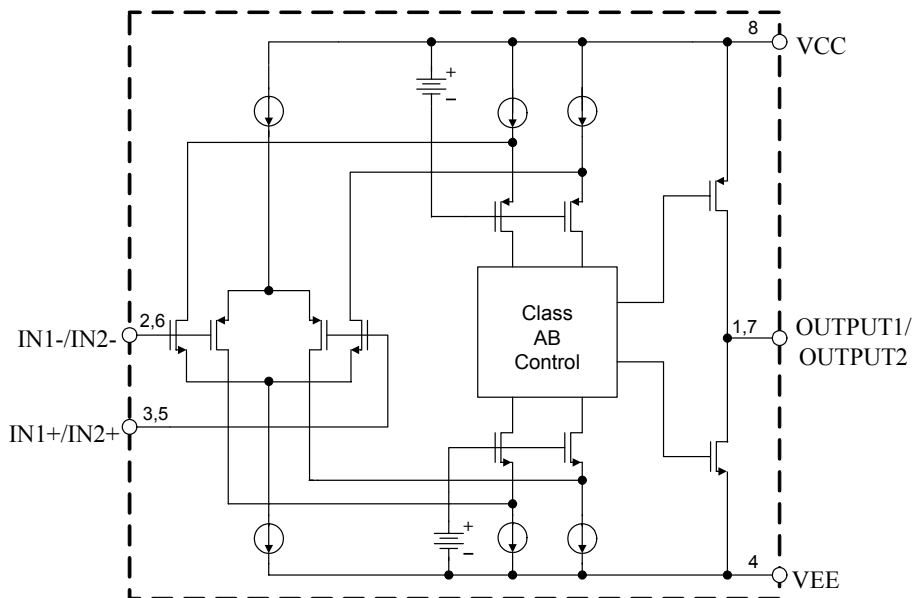 8
VCC
+
−
Class
AB
Control
2,6
IN1-/IN2-
1,7
OUTPUT1/
OUTPUT2
3,5
IN1+/IN2+
+
−
4
VEE